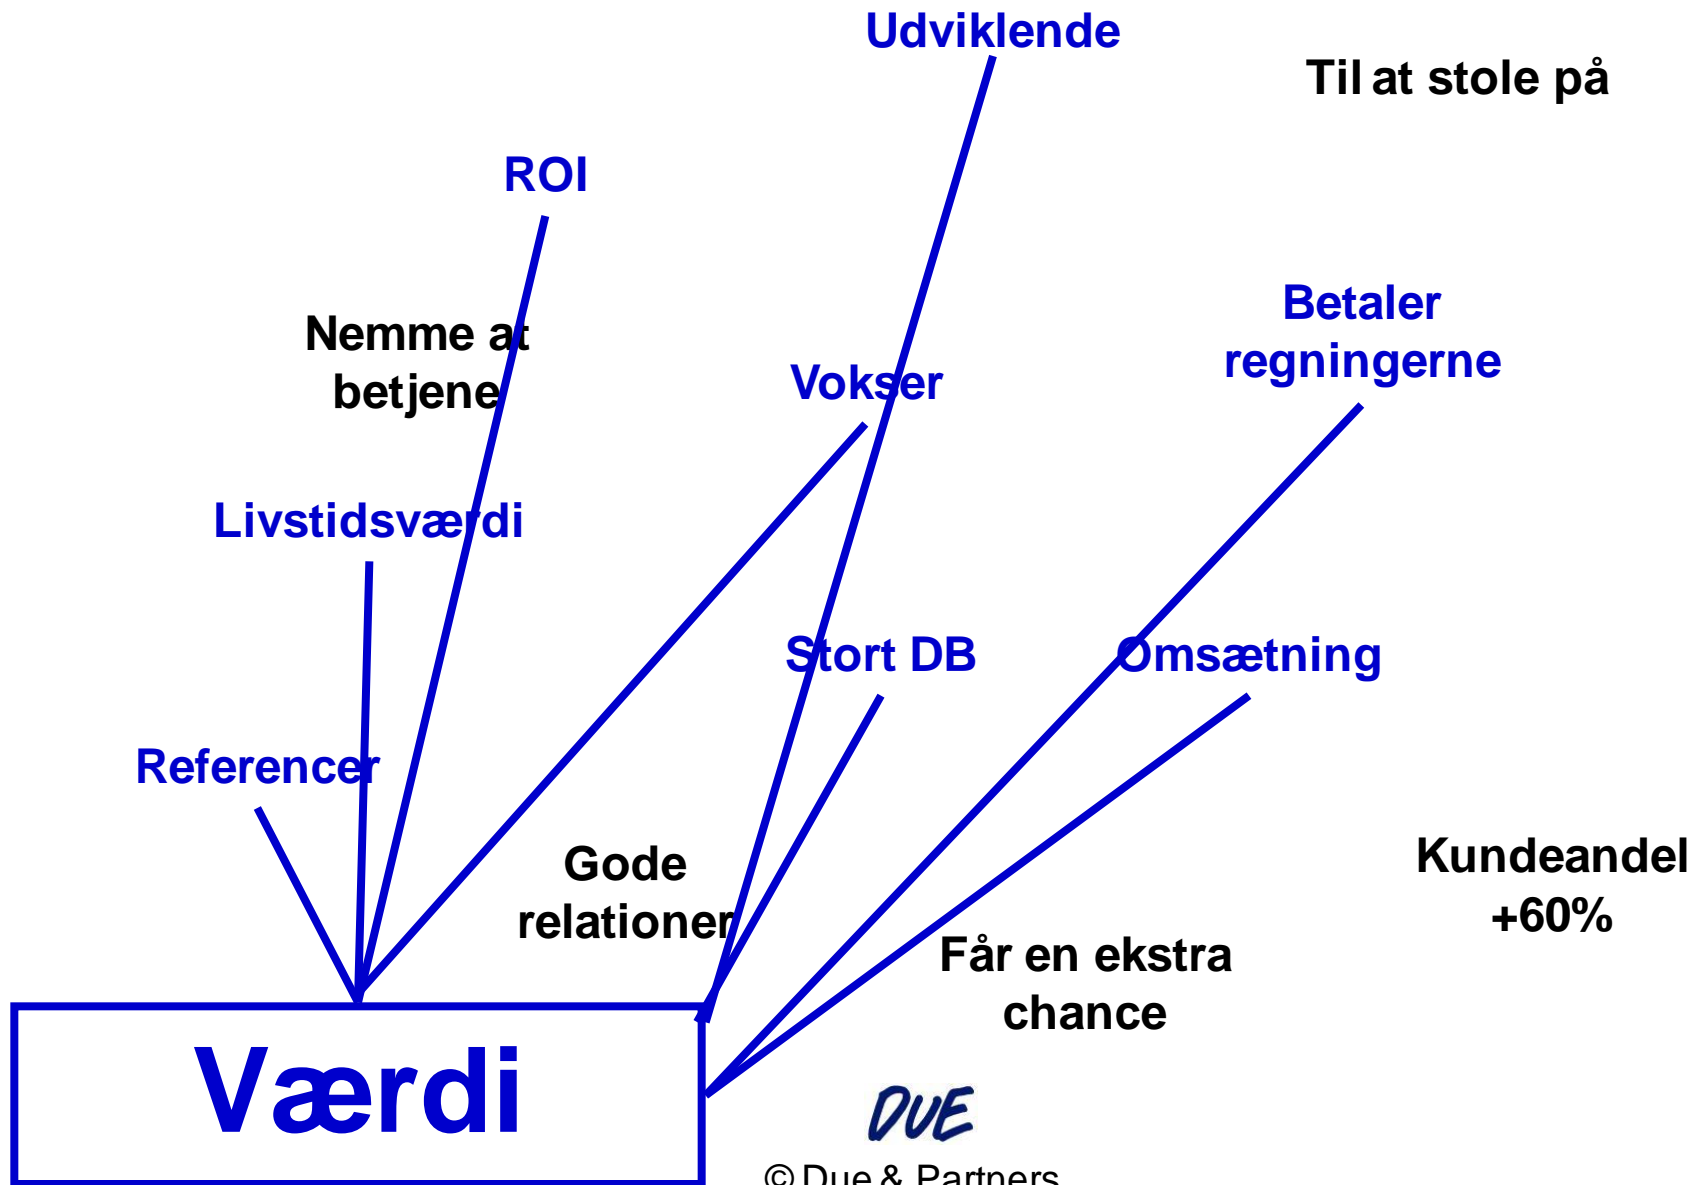 Udviklende
Til at stole på
ROI
Betaler
regningerne
Nemme at
betjene
Vokser
Livstidsværdi
Stort DB
Omsætning
Referencer
Gode
relationer
Kundeandel
+60%
Får en ekstra
chance
Værdi
DUE
© Due & Partners